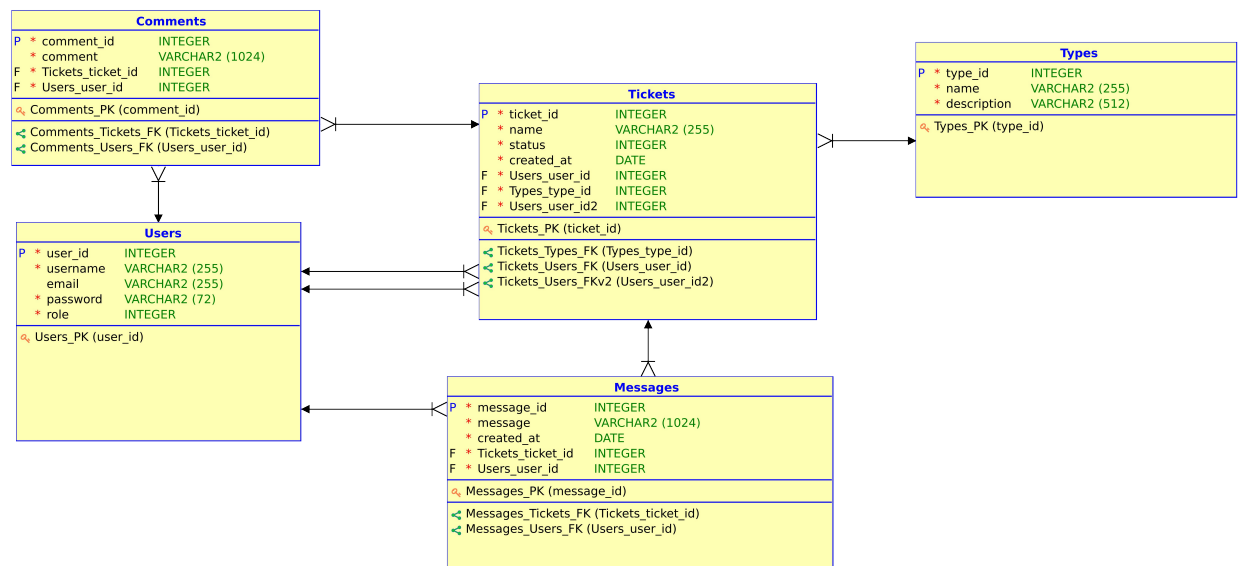 Comments
P * comment_id INTEGER
* comment VARCHAR2 (1024)
F * Tickets_ticket_id INTEGER
F * Users_user_id INTEGER
Comments_PK (comment_id)
Comments_Tickets_FK (Tickets_ticket_id)
Comments_Users_FK (Users_user_id)
Types
P * type_id INTEGER
* name VARCHAR2 (255)
* description VARCHAR2 (512)
Types_PK (type_id)
Tickets
P * ticket_id INTEGER
* name VARCHAR2 (255)
* status INTEGER
* created_at DATE
F * Users_user_id INTEGER
F * Types_type_id INTEGER
F * Users_user_id2 INTEGER
Tickets_PK (ticket_id)
Tickets_Types_FK (Types_type_id)
Tickets_Users_FK (Users_user_id)
Tickets_Users_FKv2 (Users_user_id2)
Users
P * user_id INTEGER
* username VARCHAR2 (255)
email VARCHAR2 (255)
* password VARCHAR2 (72)
* role INTEGER
Users_PK (user_id)
Messages
P * message_id INTEGER
* message VARCHAR2 (1024)
* created_at DATE
F * Tickets_ticket_id INTEGER
F * Users_user_id INTEGER
Messages_PK (message_id)
Messages_Tickets_FK (Tickets_ticket_id)
Messages_Users_FK (Users_user_id)